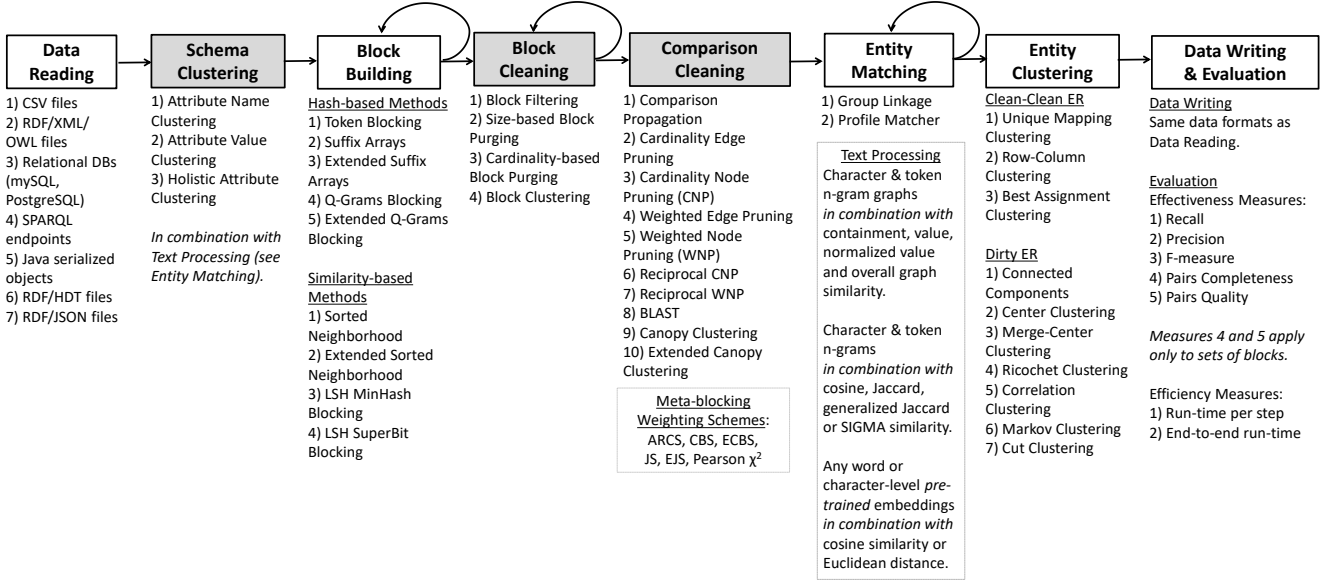 Data
Reading
1) CSV files
2) RDF/XML/
OWL files
3) Relational DBs
(mySQL,
PostgreSQL)
4) SPARQL
endpoints
5) Java serialized
objects
6) RDF/HDT files
7) RDF/JSON files
Schema
Clustering
1) Attribute Name
Clustering
2) Attribute Value
Clustering
3) Holistic Attribute
Clustering
In combination with
Text Processing (see
Entity Matching).
Block
Building
Hash-based Methods
1) Token Blocking
2) Suffix Arrays
3) Extended Suffix
Arrays
4) Q-Grams Blocking
5) Extended Q-Grams
Blocking
Similarity-based
Methods
1) Sorted
Neighborhood
2) Extended Sorted
Neighborhood
3) LSH MinHash
Blocking
4) LSH SuperBit
Blocking
Block
Cleaning
1) Block Filtering
2) Size-based Block
Purging
3) Cardinality-based
Block Purging
4) Block Clustering
Comparison
Cleaning
1) Comparison
Propagation
2) Cardinality Edge
Pruning
3) Cardinality Node
Pruning (CNP)
4) Weighted Edge Pruning
5) Weighted Node
Pruning (WNP)
6) Reciprocal CNP
7) Reciprocal WNP
8) BLAST
9) Canopy Clustering
10) Extended Canopy
Clustering
Meta-blocking
Weighting Schemes:
ARCS, CBS, ECBS,
JS, EJS, Pearson χ²
Entity
Matching
1) Group Linkage
2) Profile Matcher
Text Processing
Character & token
n-gram graphs
in combination with
containment, value,
normalized value
and overall graph
similarity.
Character & token
n-grams
in combination with
cosine, Jaccard,
generalized Jaccard
or SIGMA similarity.
Any word or
character-level pre-
trained embeddings
in combination with
cosine similarity or
Euclidean distance.
Entity
Clustering
Clean-Clean ER
1) Unique Mapping
Clustering
2) Row-Column
Clustering
3) Best Assignment
Clustering
Dirty ER
1) Connected
Components
2) Center Clustering
3) Merge-Center
Clustering
4) Ricochet Clustering
5) Correlation
Clustering
6) Markov Clustering
7) Cut Clustering
Data Writing
& Evaluation
Data Writing
Same data formats as
Data Reading.
Evaluation
Effectiveness Measures:
1) Recall
2) Precision
3) F-measure
4) Pairs Completeness
5) Pairs Quality
Measures 4 and 5 apply
only to sets of blocks.
Efficiency Measures:
1) Run-time per step
2) End-to-end run-time